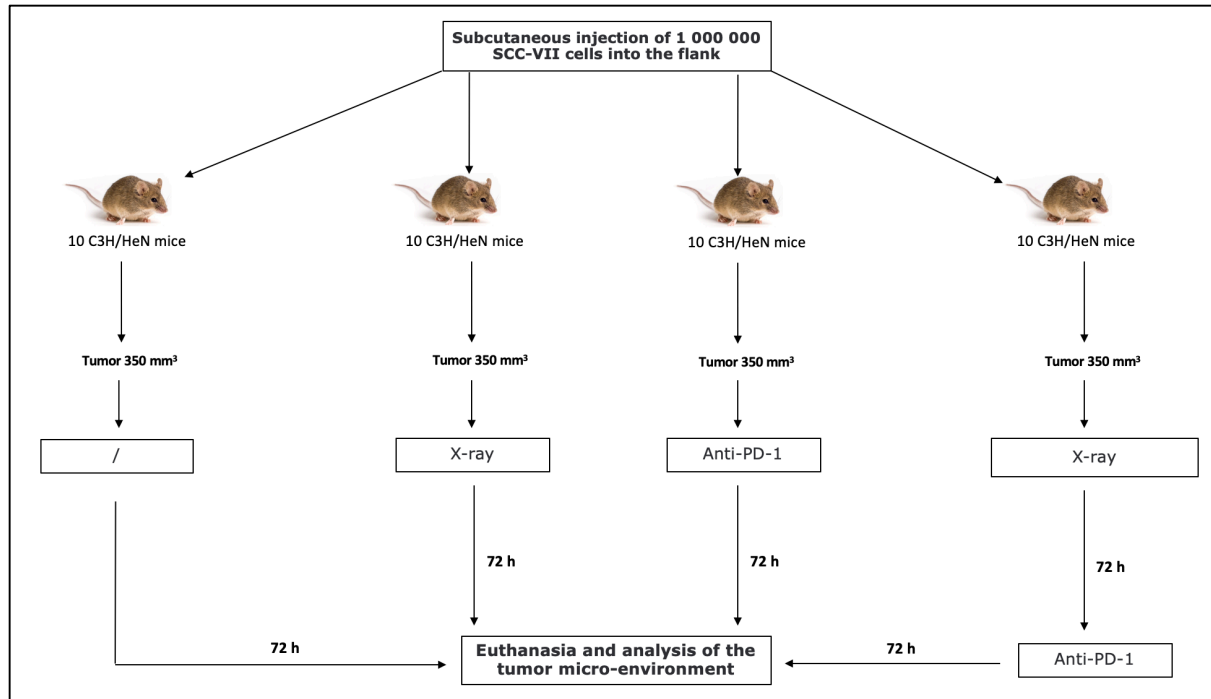 Subcutaneous injection of 1 000 000
SCC-VII cells into the flank
10 C3H/HeN mice
10 C3H/HeN mice
10 C3H/HeN mice
10 C3H/HeN mice
Tumor 350 mm³
Tumor 350 mm³
Tumor 350 mm³
Tumor 350 mm³
/
X-ray
Anti-PD-1
X-ray
72 h
72 h
72 h
72 h
Euthanasia and analysis of the
tumor micro-environment
72 h
Anti-PD-1